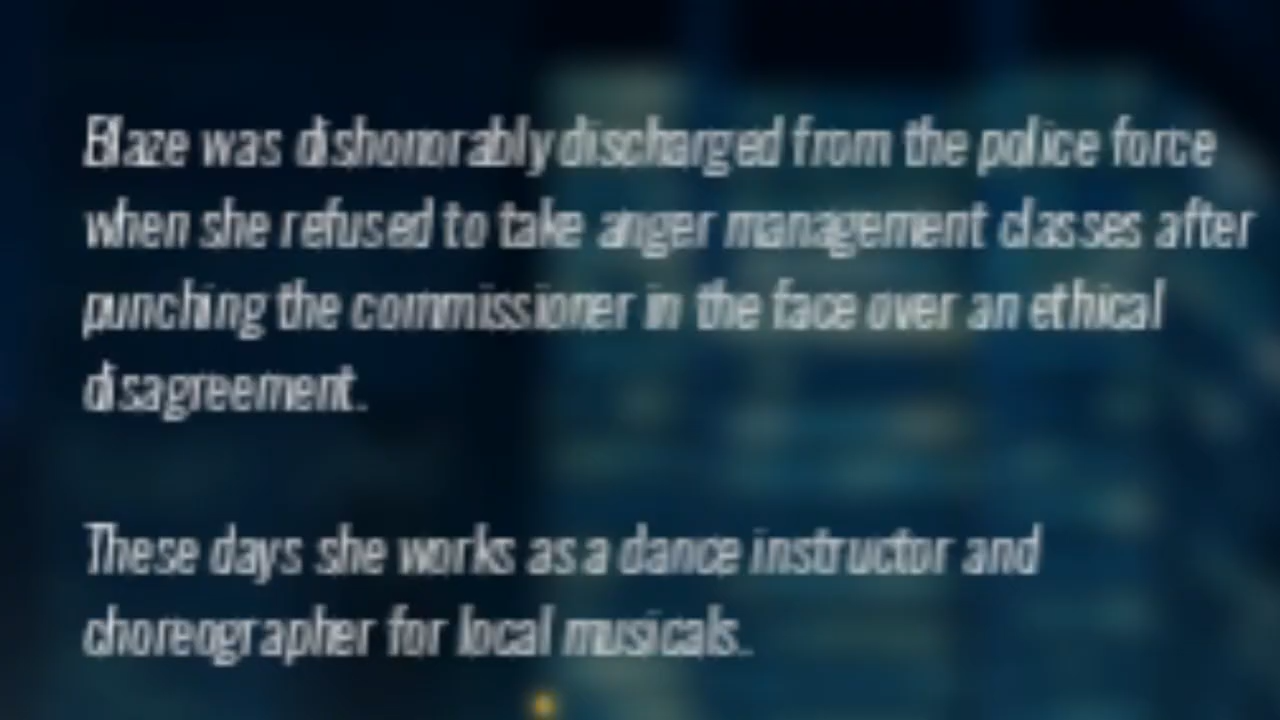 Blaze was dishonorably discharged from the police force
when she refused to take anger management classes after
punching the commissioner in the face over an ethical
disagreement.
These days she works as a dance instructor and
choreographer for local musicals.